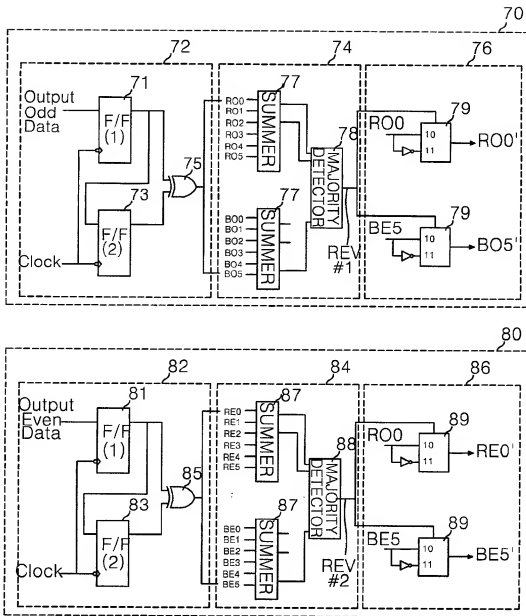 70
72
74
76
71
Output
Odd
Data
F/F
(1)
75
73
F/F
(2)
Clock
77
RO0
RO1
RO2
RO3
RO4
RO5
SUMMER
77
BO0
BO1
BO2
BO3
BO4
BO5
SUMMER
78
MAJORITY
DETECTOR
REV
#1
79
RO0
10
11
RO0'
79
BE5
10
11
BO5'
80
82
84
86
81
Output
Even
Data
F/F
(1)
85
83
F/F
(2)
Clock
87
RE0
RE1
RE2
RE3
RE4
RE5
SUMMER
87
BE0
BE1
BE2
BE3
BE4
BE5
SUMMER
88
MAJORITY
DETECTOR
REV
#2
89
RO0
10
11
RE0'
89
BE5
10
11
BE5'